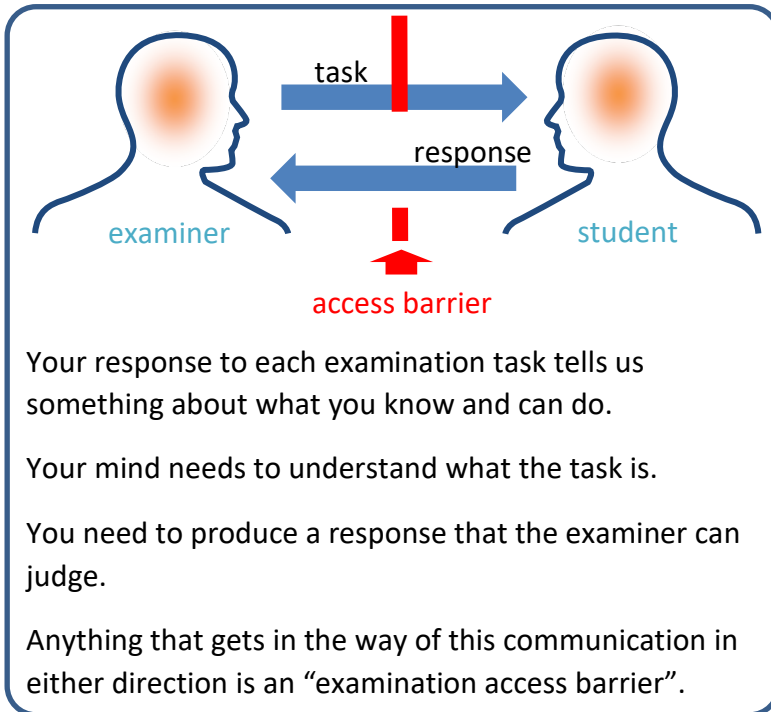 task
response
examiner
student
access barrier
Your response to each examination task tells us
something about what you know and can do.
Your mind needs to understand what the task is.
You need to produce a response that the examiner can
judge.
Anything that gets in the way of this communication in
either direction is an “examination access barrier”.